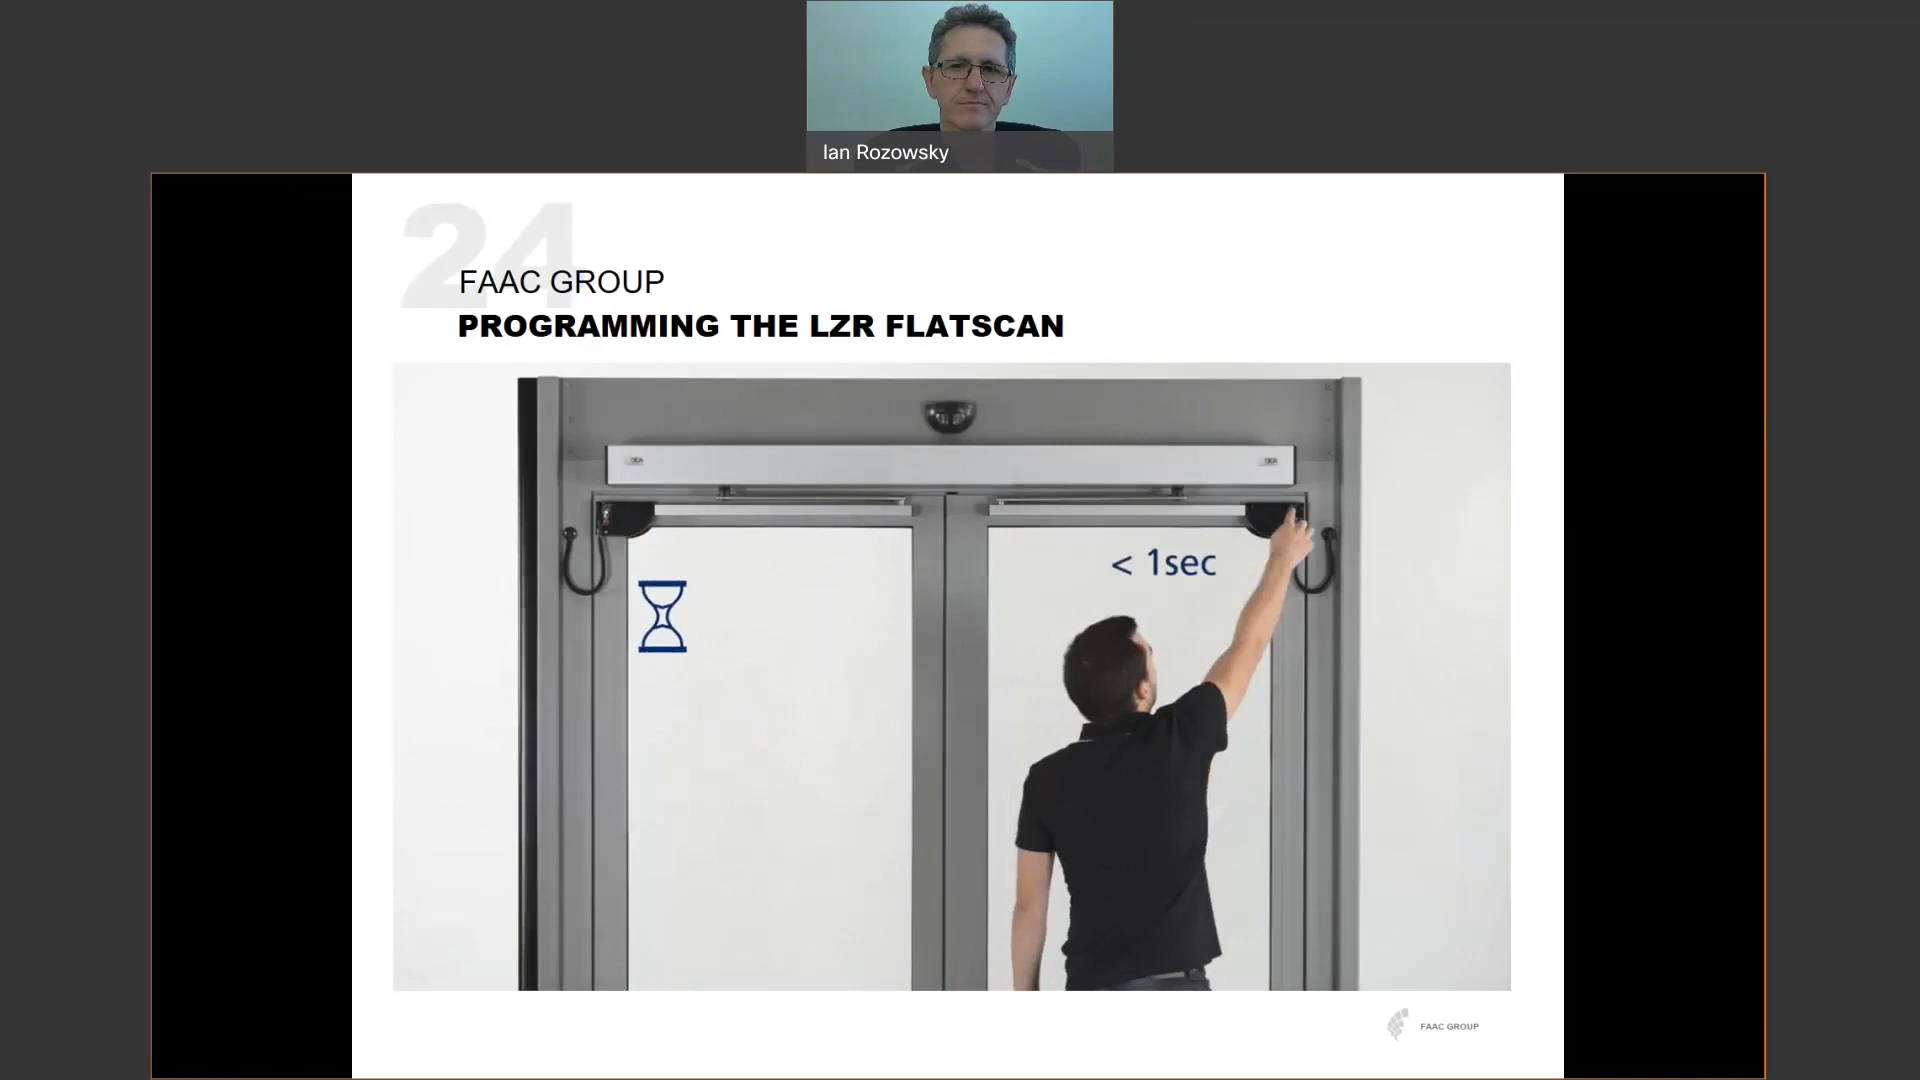 Ian Rozowsky
24
FAAC GROUP
PROGRAMMING THE LZR FLATSCAN
< 1sec
FAAC GROUP